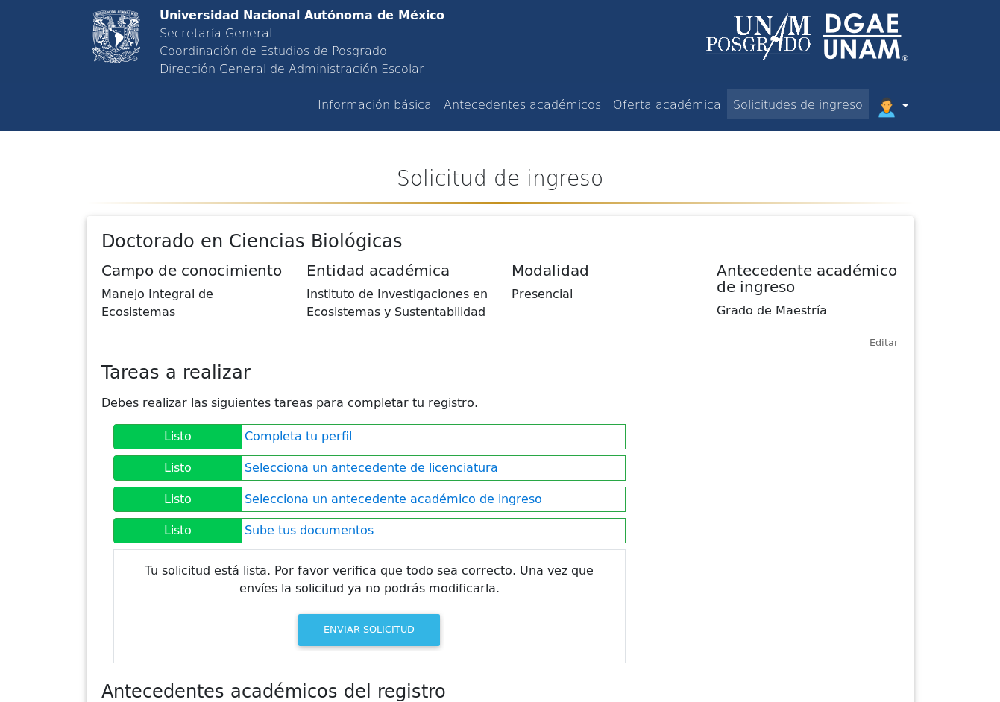 Universidad Nacional Autónoma de México
Secretaría General
Coordinación de Estudios de Posgrado
Dirección General de Administración Escolar
UNAM
POSGRADO
DGAE
UNAM®
Información básica
Antecedentes académicos
Oferta académica
Solicitudes de ingreso
Solicitud de ingreso
Doctorado en Ciencias Biológicas
Campo de conocimiento
Manejo Integral de
Ecosistemas
Entidad académica
Instituto de Investigaciones en
Ecosistemas y Sustentabilidad
Modalidad
Presencial
Antecedente académico
de ingreso
Grado de Maestría
Editar
Tareas a realizar
Debes realizar las siguientes tareas para completar tu registro.
Listo Completa tu perfil
Listo Selecciona un antecedente de licenciatura
Listo Selecciona un antecedente académico de ingreso
Listo Sube tus documentos
Tu solicitud está lista. Por favor verifica que todo sea correcto. Una vez que
envíes la solicitud ya no podrás modificarla.
ENVIAR SOLICITUD
Antecedentes académicos del registro